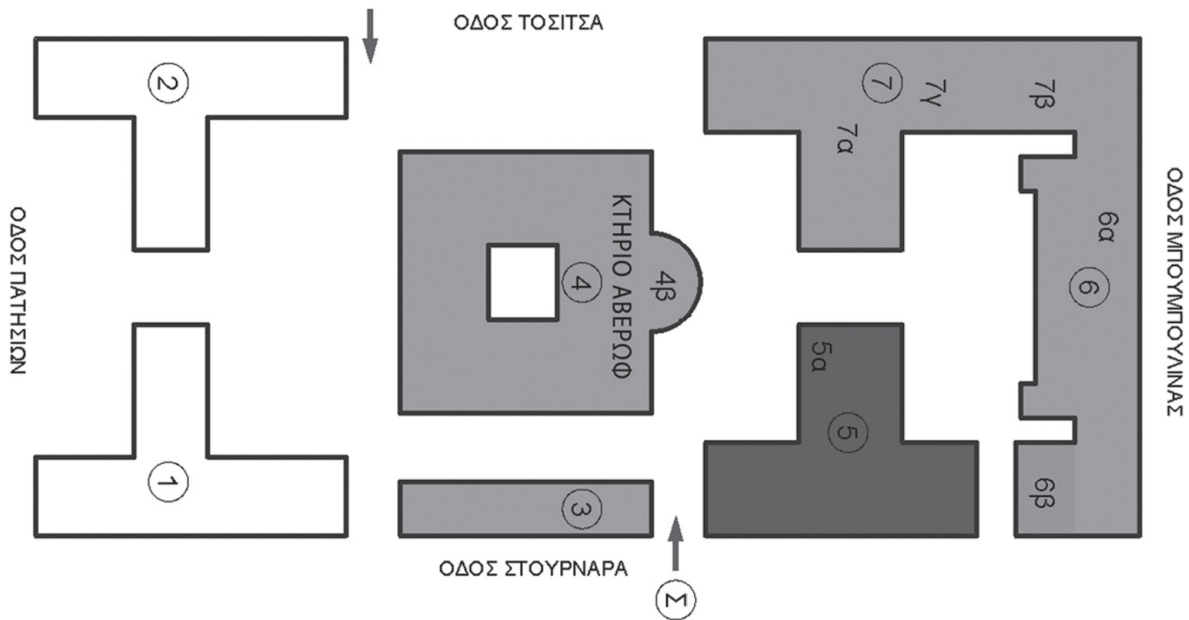 ΟΔΟΣ ΤΟΣΙΤΣΑ
2
7
7γ
7β
7α
ΟΔΟΣ ΠΑΤΗΣΙΩΝ
ΚΤΗΡΙΟ ΑΒΕΡΩΦ
4
4β
6α
6
ΟΔΟΣ ΜΠΟΥΜΠΟΥΛΙΝΑΣ
5α
5
1
3
6β
ΟΔΟΣ ΣΤΟΥΡΝΑΡΑ
Σ